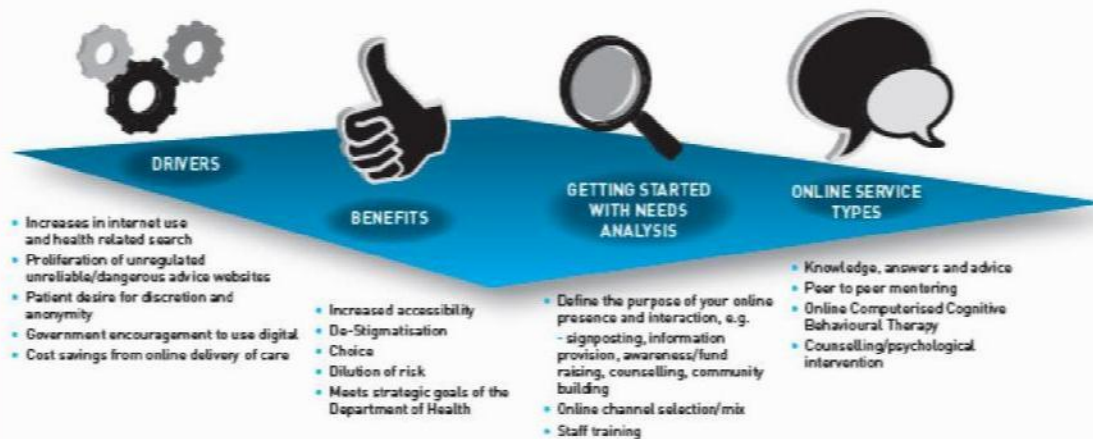 DRIVERS
• Increases in internet use
and health related search
• Proliferation of unregulated
unreliable/dangerous advice websites
• Patient desire for discretion and
anonymity
• Government encouragement to use digital
• Cost savings from online delivery of care
BENEFITS
• Increased accessibility
• De-Stigmatisation
• Choice
• Dilution of risk
• Meets strategic goals of the
Department of Health
GETTING STARTED
WITH NEEDS
ANALYSIS
• Define the purpose of your online
presence and interaction, e.g.
- signposting, information
provision, awareness/fund
raising, counselling, community
building
• Online channel selection/mix
• Staff training
ONLINE SERVICE
TYPES
• Knowledge, answers and advice
• Peer to peer mentering
• Online Computerised Cognitive
Behavioural Therapy
• Counselling/psychological
intervention